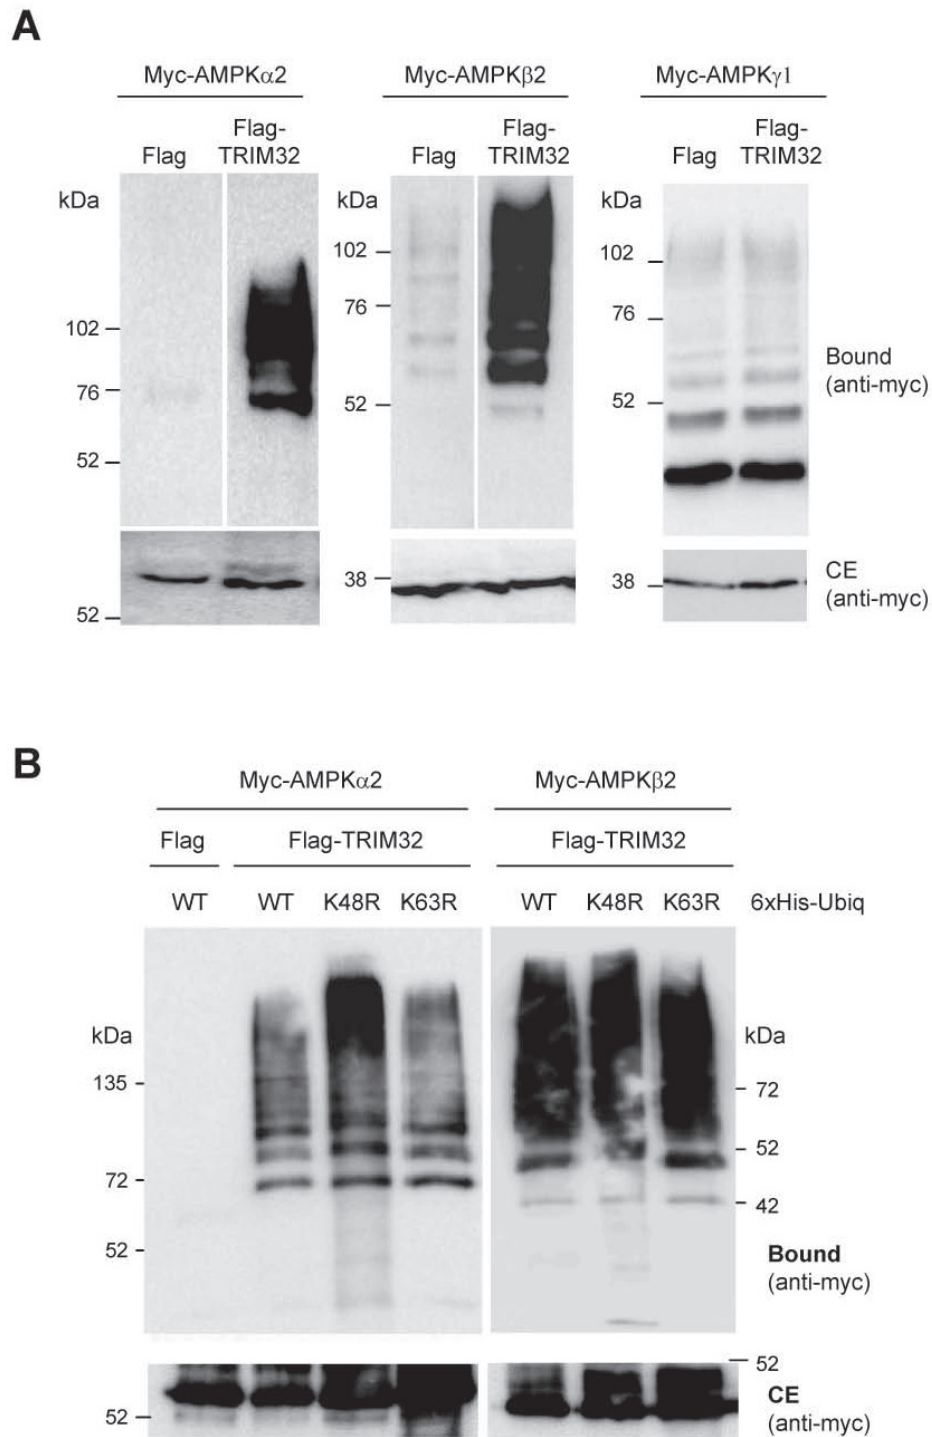 A
Myc-AMPKα2
Myc-AMPKβ2
Myc-AMPKγ1
Flag
Flag-
TRIM32
Flag
Flag-
TRIM32
Flag
Flag-
TRIM32
kDa
102
76
52
52
kDa
102
76
52
38
kDa
102
76
52
38
Bound
(anti-myc)
CE
(anti-myc)
B
Myc-AMPKα2
Myc-AMPKβ2
Flag
Flag-TRIM32
Flag-TRIM32
WT WT K48R K63R WT K48R K63R 6xHis-Ubiq
kDa
135
72
52
52
kDa
72
52
42
Bound
(anti-myc)
52
CE
(anti-myc)